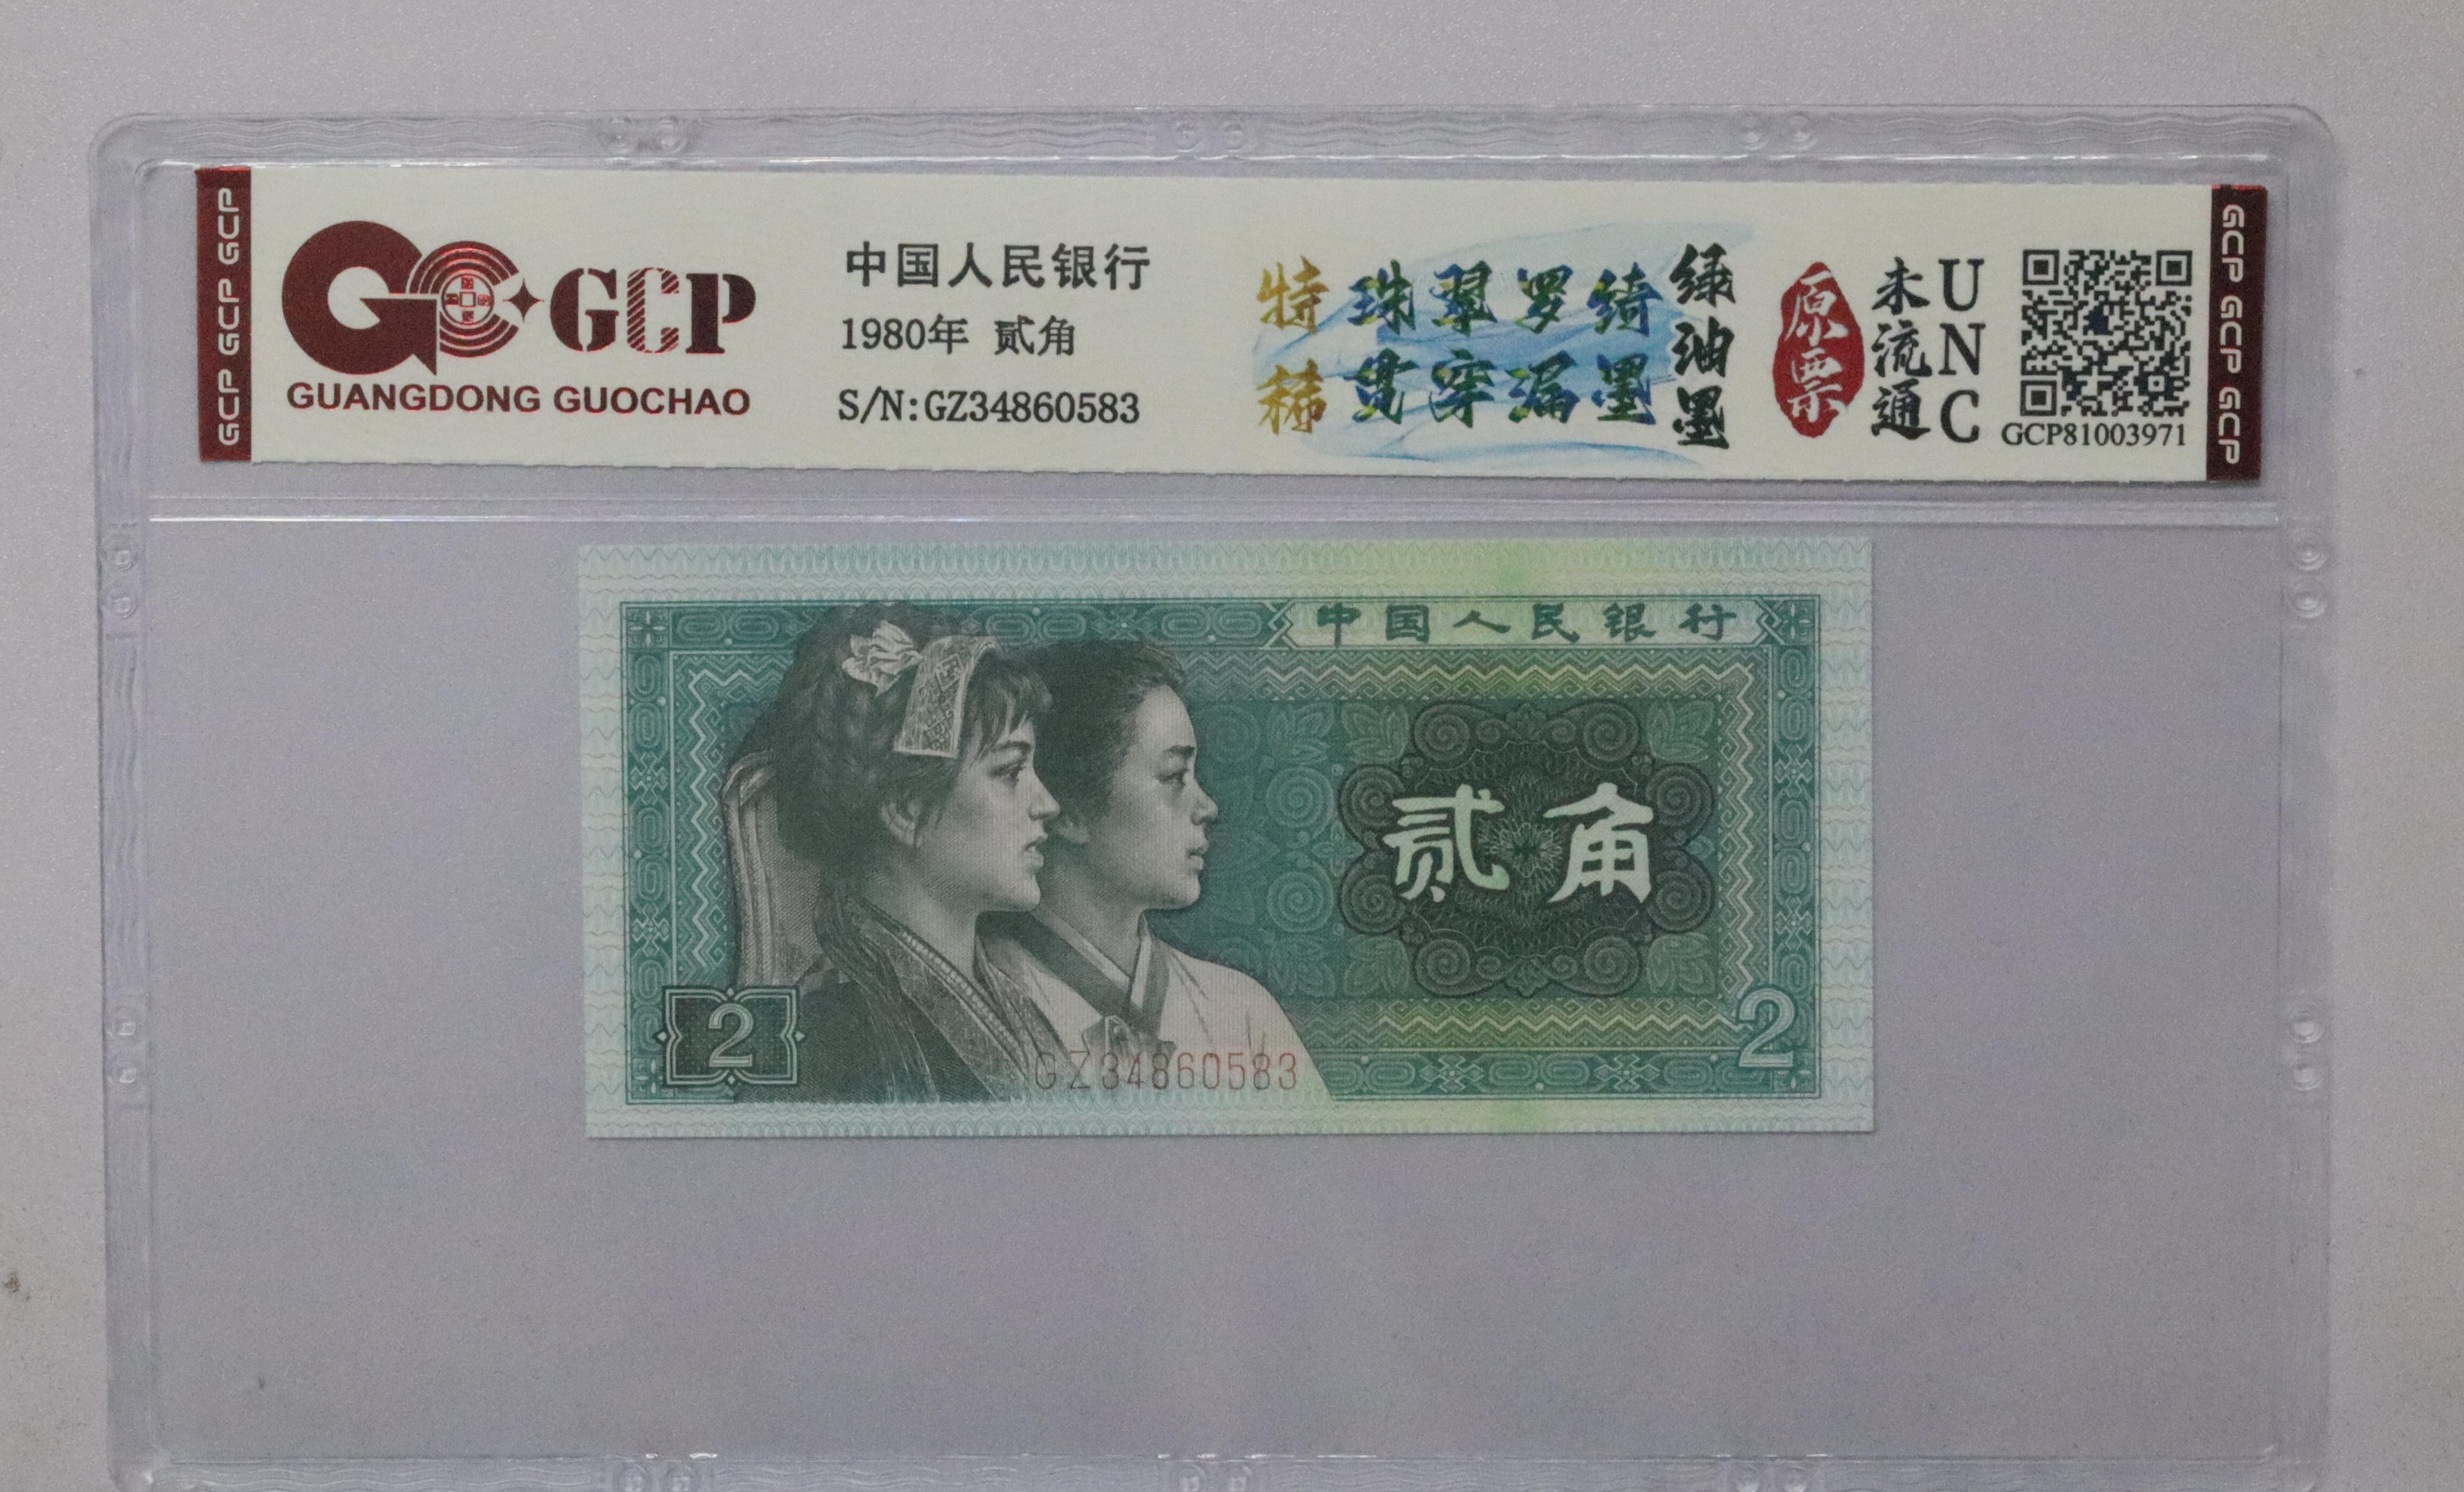 GCP GCP GCP
GCP
GUANGDONG GUOCHAO
中国人民银行
1980年 贰角
S/N:GZ34860583
特稀
珠翠罗绮
贯穿漏墨
绿油墨
原票
未流通
UNC
GCP81003971
GCP GCP GCP
中国人民银行
贰角
2
GZ34860583
2